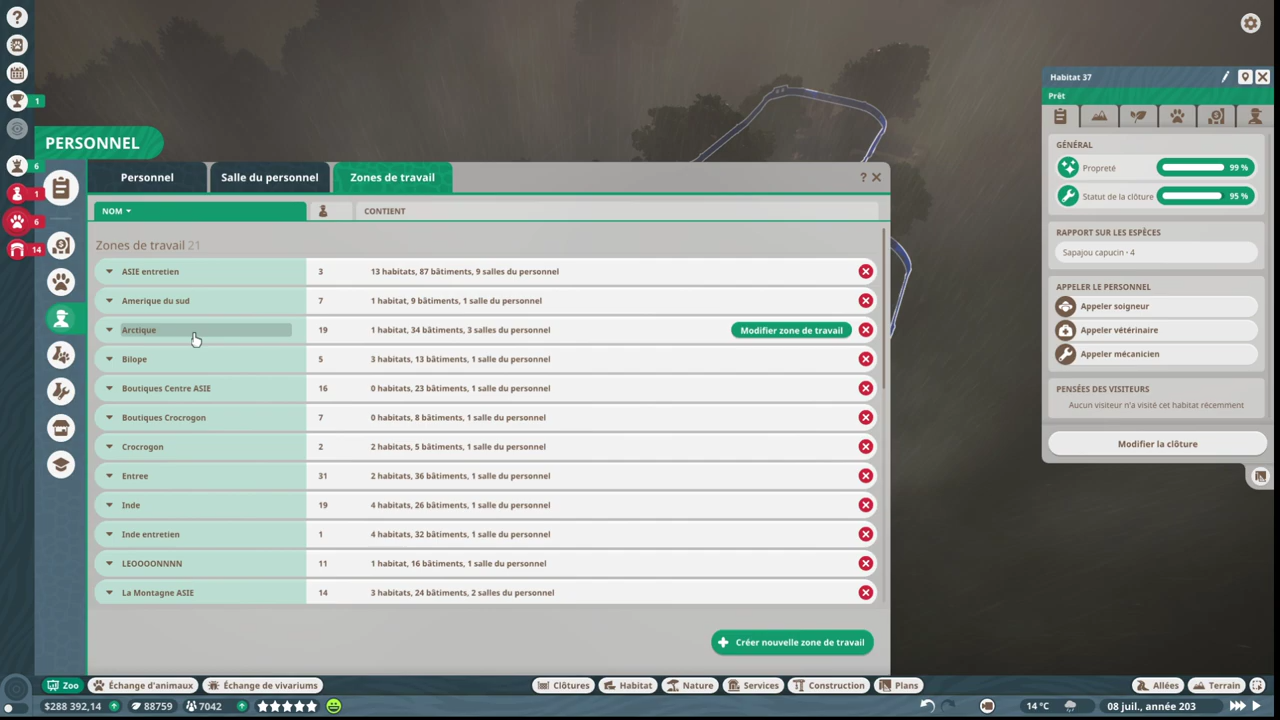 ?
1
6
1
6
14
PERSONNEL
Personnel
Salle du personnel
Zones de travail
?
NOM
CONTIENT
Zones de travail 21
ASIE entretien 3 13 habitats, 87 bâtiments, 9 salles du personnel
Amerique du sud 7 1 habitat, 9 bâtiments, 1 salle du personnel
Arctique 19 1 habitat, 34 bâtiments, 3 salles du personnel Modifier zone de travail
Bilope 5 3 habitats, 13 bâtiments, 1 salle du personnel
Boutiques Centre ASIE 16 0 habitats, 23 bâtiments, 1 salle du personnel
Boutiques Crocrogon 7 0 habitats, 8 bâtiments, 1 salle du personnel
Crocrogon 2 2 habitats, 5 bâtiments, 1 salle du personnel
Entree 31 2 habitats, 36 bâtiments, 1 salle du personnel
Inde 19 4 habitats, 26 bâtiments, 1 salle du personnel
Inde entretien 1 4 habitats, 32 bâtiments, 1 salle du personnel
LEOOOONNNN 11 1 habitat, 16 bâtiments, 1 salle du personnel
La Montagne ASIE 14 3 habitats, 24 bâtiments, 2 salles du personnel
Créer nouvelle zone de travail
Habitat 37
Prêt
GÉNÉRAL
Propreté 99 %
Statut de la clôture 95 %
RAPPORT SUR LES ESPÈCES
Sapajou capucin · 4
APPELER LE PERSONNEL
Appeler soigneur
Appeler vétérinaire
Appeler mécanicien
PENSÉES DES VISITEURS
Aucun visiteur n'a visité cet habitat récemment
Modifier la clôture
Zoo Échange d'animaux Échange de vivariums Clôtures Habitat Nature Services Construction Plans Allées Terrain
$288 392,14 88759 7042 14 °C 08 juil., année 203